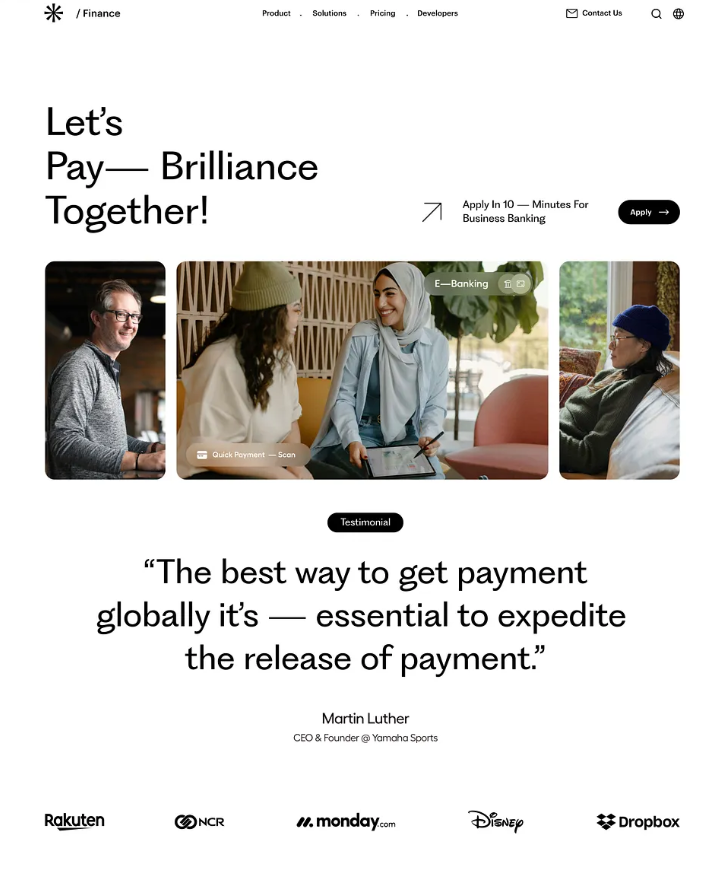 / Finance
Product . Solutions . Pricing . Developers
Contact Us
Let's
Pay— Brilliance
Together!
Apply In 10 — Minutes For
Business Banking
Apply →
E—Banking
Quick Payment — Scan
Testimonial
“The best way to get payment
globally it’s — essential to expedite
the release of payment.”
Martin Luther
CEO & Founder @ Yamaha Sports
Rakuten
NCR
monday.com
Disney
Dropbox